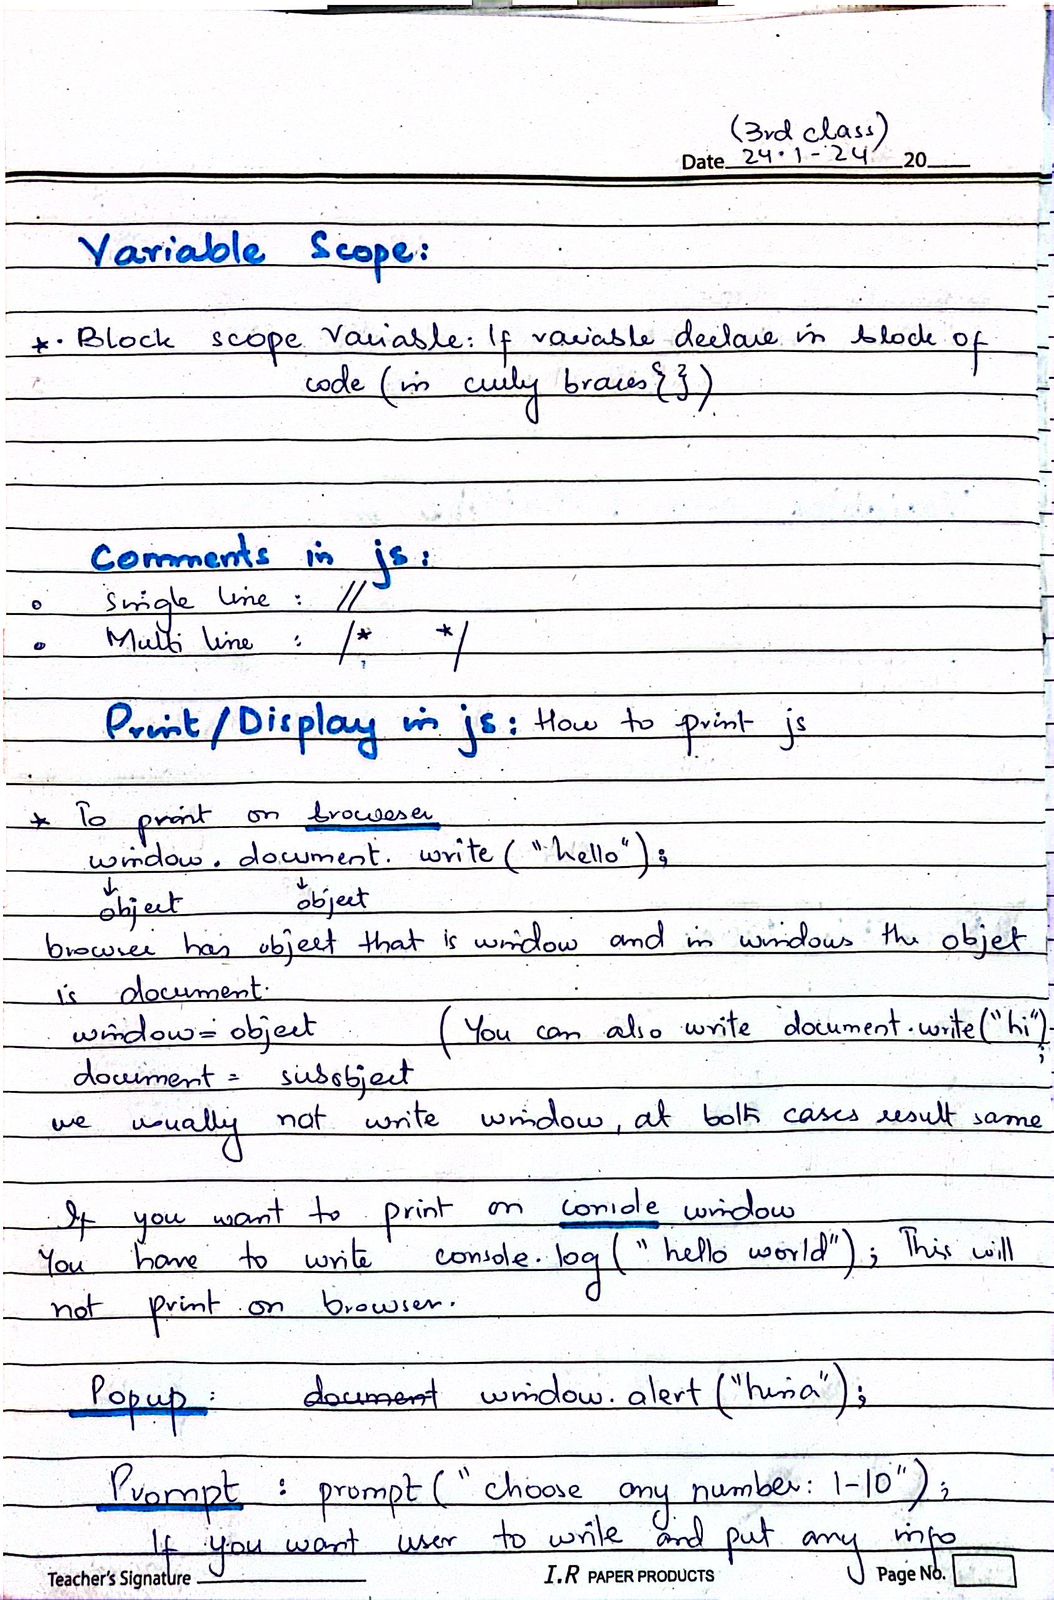 (3rd class)
Date 24.1-24 20
Variable Scope:
*. Block scope Variable: If variable declare in block of
code (in curly braces { })
Comments in js:
Single line : //
Multi line : /* */
Print/Display in js: How to print js
* To print on broweser
window. document. write ("hello");
↓ ↓
object object
browser has object that is window and in windows the objet
is document.
window = object (You can also write document.write("hi")
;
document = subobject
we usually not write window, at both cases result same
If you want to print on console window
You have to write console.log ("hello world"); This will
not print on browser.
Popup: document window.alert ("hina");
Prompt : prompt ("choose any number: 1-10");
If you want user to write and put any info
Teacher's Signature I.R PAPER PRODUCTS Page No.